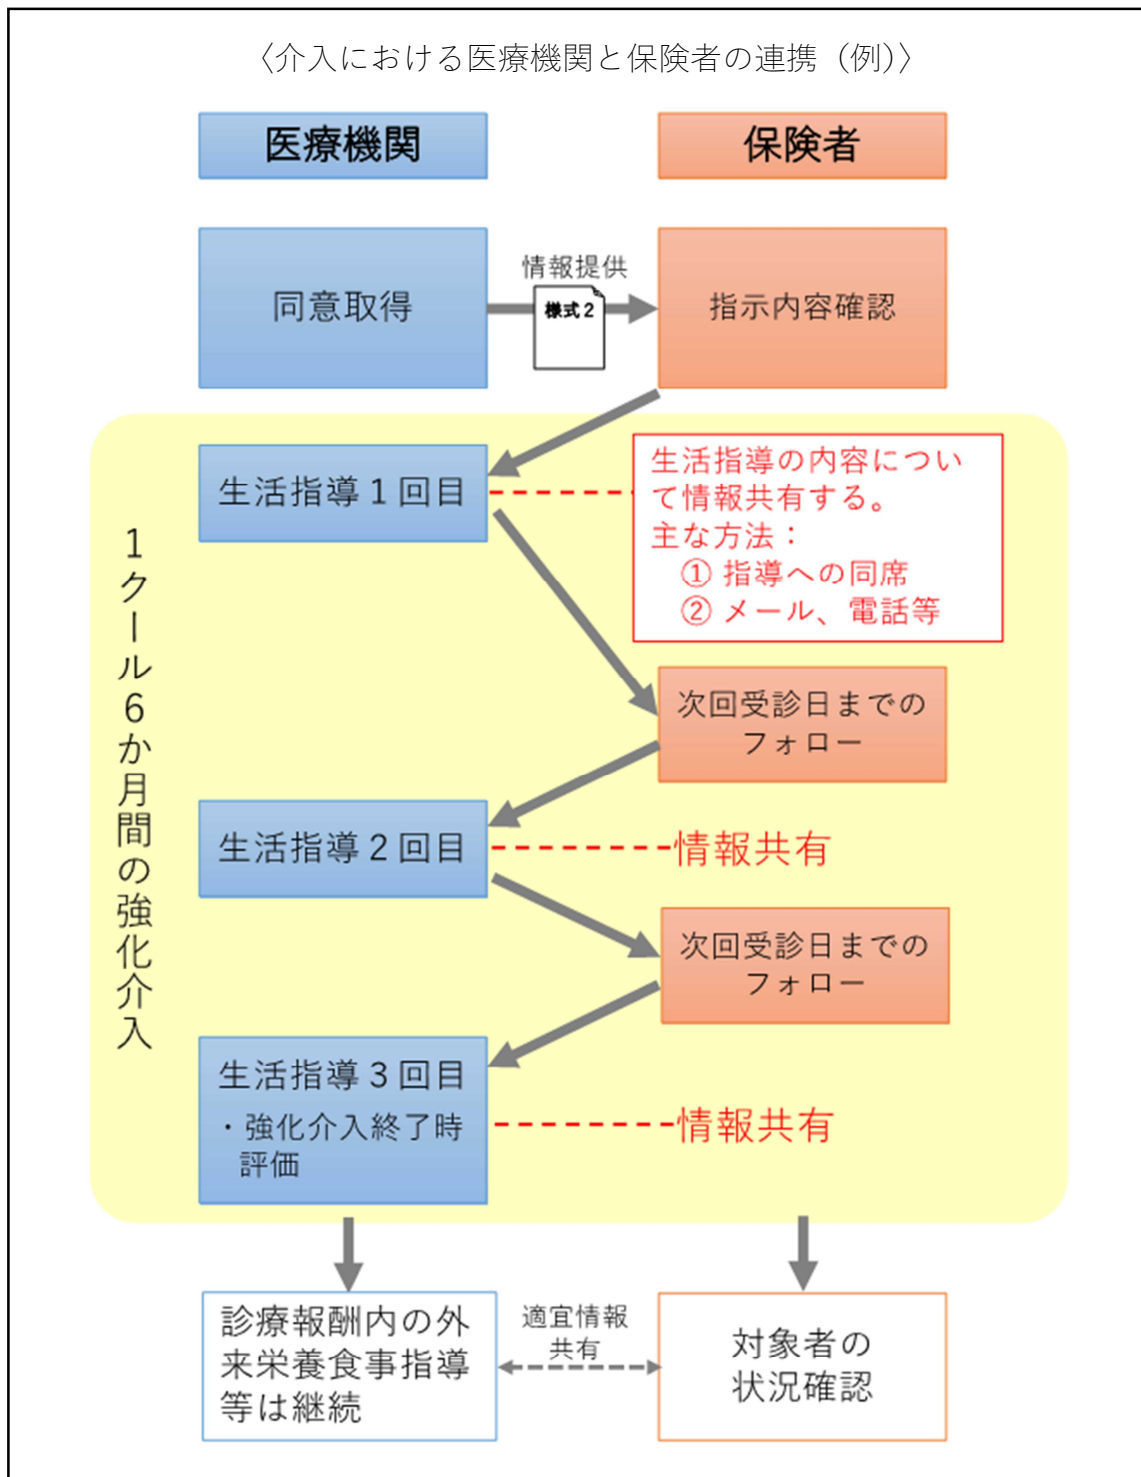 〈介入における医療機関と保険者の連携（例）〉
医療機関
保険者
同意取得
情報提供
様式２
指示内容確認
1クール6か月間の強化介入
生活指導１回目
生活指導の内容につい
て情報共有する。
主な方法：
① 指導への同席
② メール、電話等
次回受診日までの
フォロー
生活指導２回目
情報共有
次回受診日までの
フォロー
生活指導３回目
・強化介入終了時
評価
情報共有
診療報酬内の外
来栄養食事指導
等は継続
適宜情報
共有
対象者の
状況確認